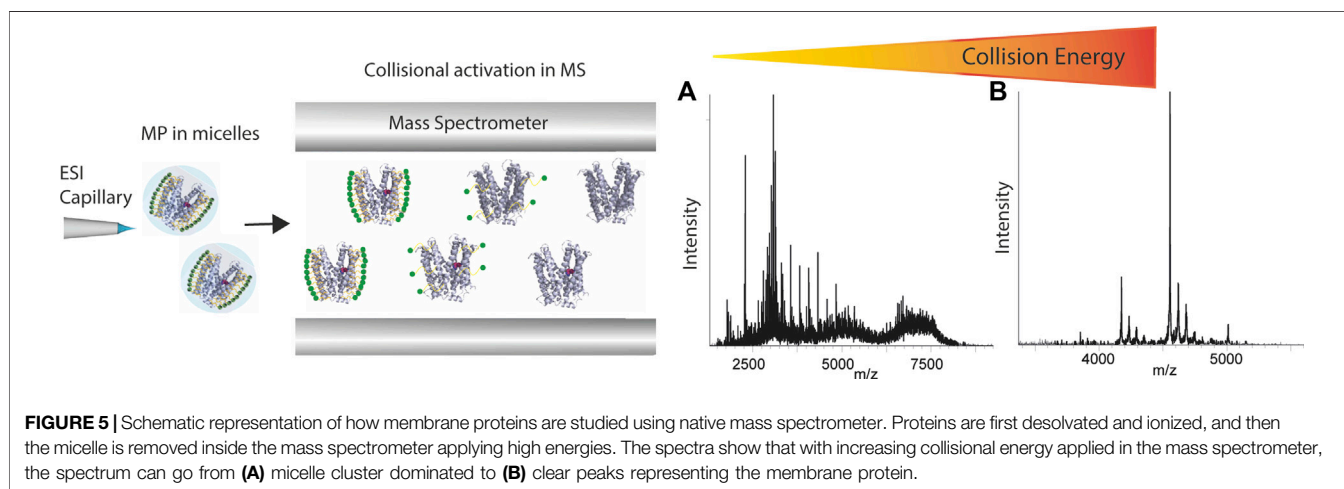 Collisional activation in MS
Mass Spectrometer
MP in micelles
ESI
Capillary
Collision Energy
A
Intensity
2500 5000 7500
m/z
B
Intensity
4000 5000
m/z
FIGURE 5 | Schematic representation of how membrane proteins are studied using native mass spectrometer. Proteins are first desolvated and ionized, and then
the micelle is removed inside the mass spectrometer applying high energies. The spectra show that with increasing collisional energy applied in the mass spectrometer,
the spectrum can go from (A) micelle cluster dominated to (B) clear peaks representing the membrane protein.